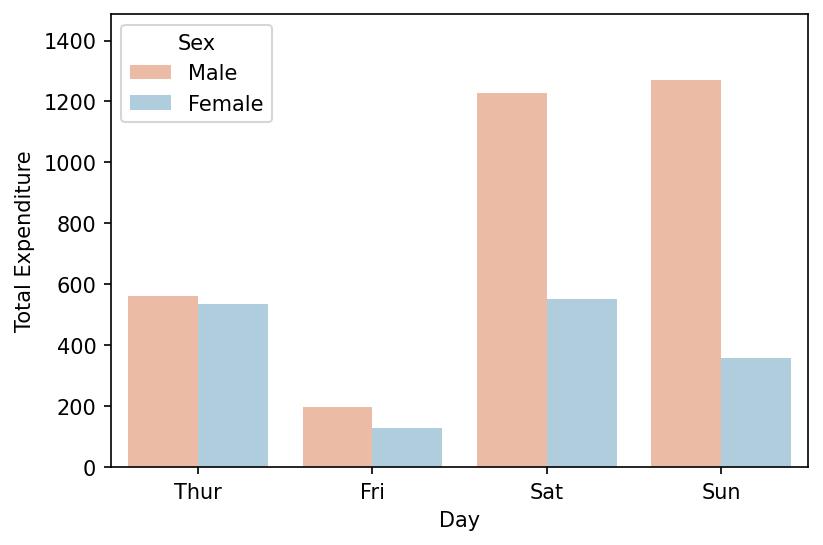 Sex
Male
Female
Total Expenditure
1400
1200
1000
800
600
400
200
0
Thur Fri Sat Sun
Day